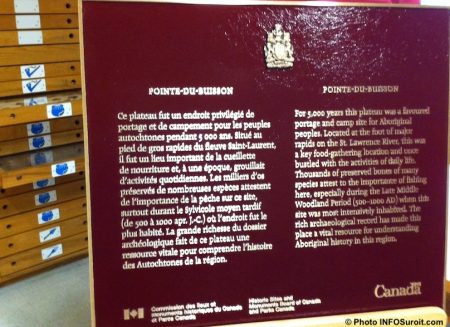 POINTE-DU-BUISSON
Ce plateau fut un endroit privilégié de
portage et de campement pour les peuples
autochtones pendant 5 000 ans. Situé au
pied de gros rapides du fleuve Saint-Laurent,
il fut un lieu important de la cueillette
de nourriture et, à une époque, grouillait
d'activités quotidiennes. Les milliers d'os
préservés de nombreuses espèces attestent
de l'importance de la pêche sur ce site,
surtout durant le sylvicole moyen tardif
(de 500 à 1000 apr. J.-C.) où l'endroit fut le
plus habité. La grande richesse du dossier
archéologique fait de ce plateau une
ressource vitale pour comprendre l'histoire
des Autochtones de la région.
POINTE-DU-BUISSON
For 5,000 years this plateau was a favoured
portage and camp site for Aboriginal
peoples. Located at the foot of major
rapids on the St. Lawrence River, this was
a key food-gathering location and once
bustled with the activities of daily life.
Thousands of preserved bones of many
species attest to the importance of fishing
here, especially during the Late Middle
Woodland Period (500-1000 AD) when this
site was most intensively inhabited. The
rich archaeological record has made this
place a vital resource for understanding
Aboriginal history in this region.
Commission des lieux et
monuments historiques du Canada
et Parcs Canada
Historic Sites and
Monuments Board of Canada
and Parks Canada
Canada
© Photo INFOSuroit.com